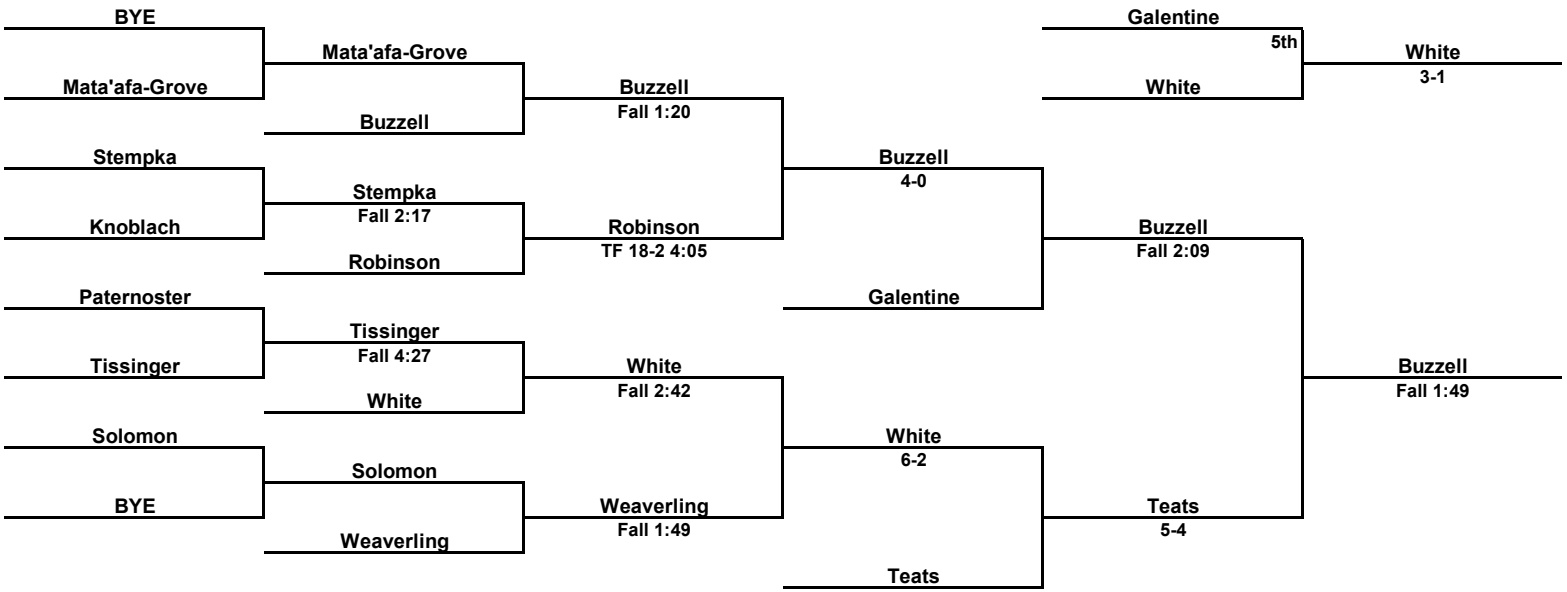 BYE
Galentine
Mata'afa-Grove
5th
White
Mata'afa-Grove
Buzzell
White
3-1
Fall 1:20
Buzzell
Stempka
Buzzell
4-0
Stempka
Fall 2:17
Knoblach
Robinson
Buzzell
TF 18-2 4:05
Fall 2:09
Robinson
Paternoster
Galentine
Tissinger
Fall 4:27
Tissinger
White
Buzzell
Fall 2:42
Fall 1:49
White
Solomon
White
6-2
Solomon
BYE
Weaverling
Teats
Fall 1:49
5-4
Weaverling
Teats